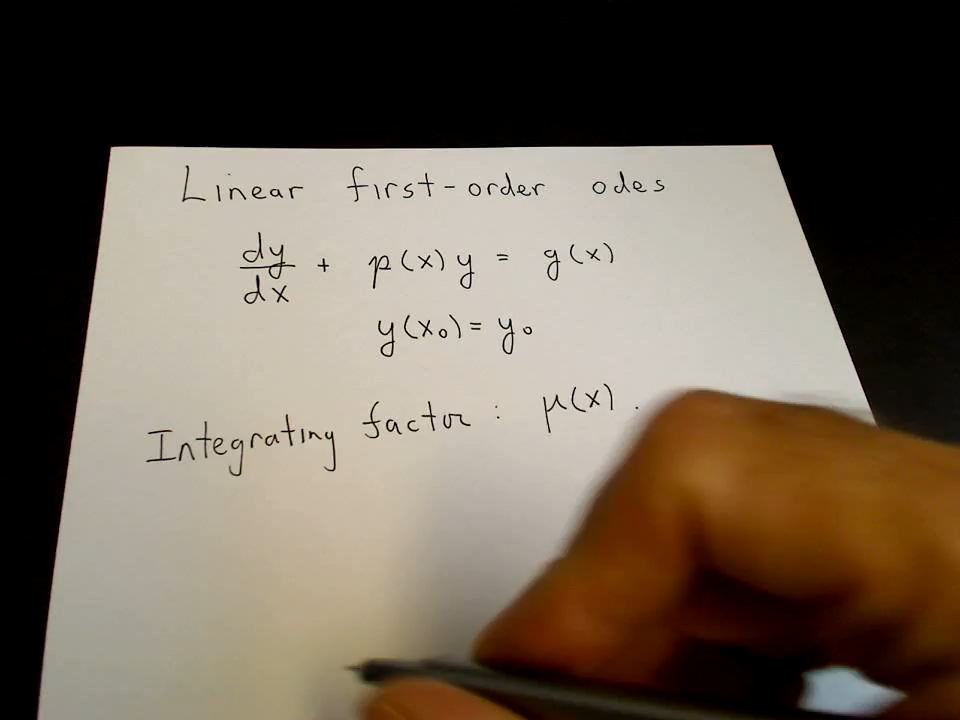 Linear first-order odes
dy/dx + p(x) y = g(x)
y(x₀) = y₀
Integrating factor : μ(x) .